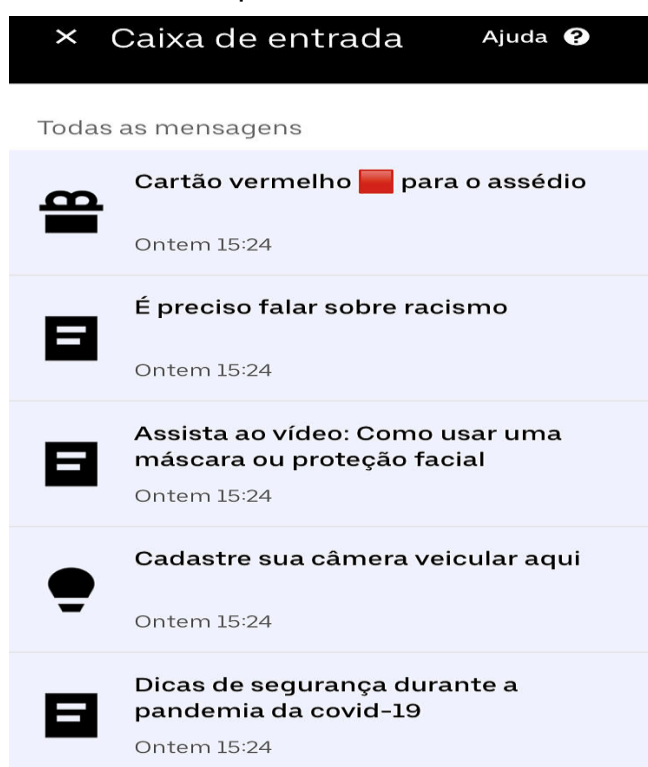 Caixa de entrada Ajuda ?
Todas as mensagens
Cartão vermelho 🟥 para o assédio
Ontem 15:24
É preciso falar sobre racismo
Ontem 15:24
Assista ao vídeo: Como usar uma
máscara ou proteção facial
Ontem 15:24
Cadastre sua câmera veicular aqui
Ontem 15:24
Dicas de segurança durante a
pandemia da covid-19
Ontem 15:24